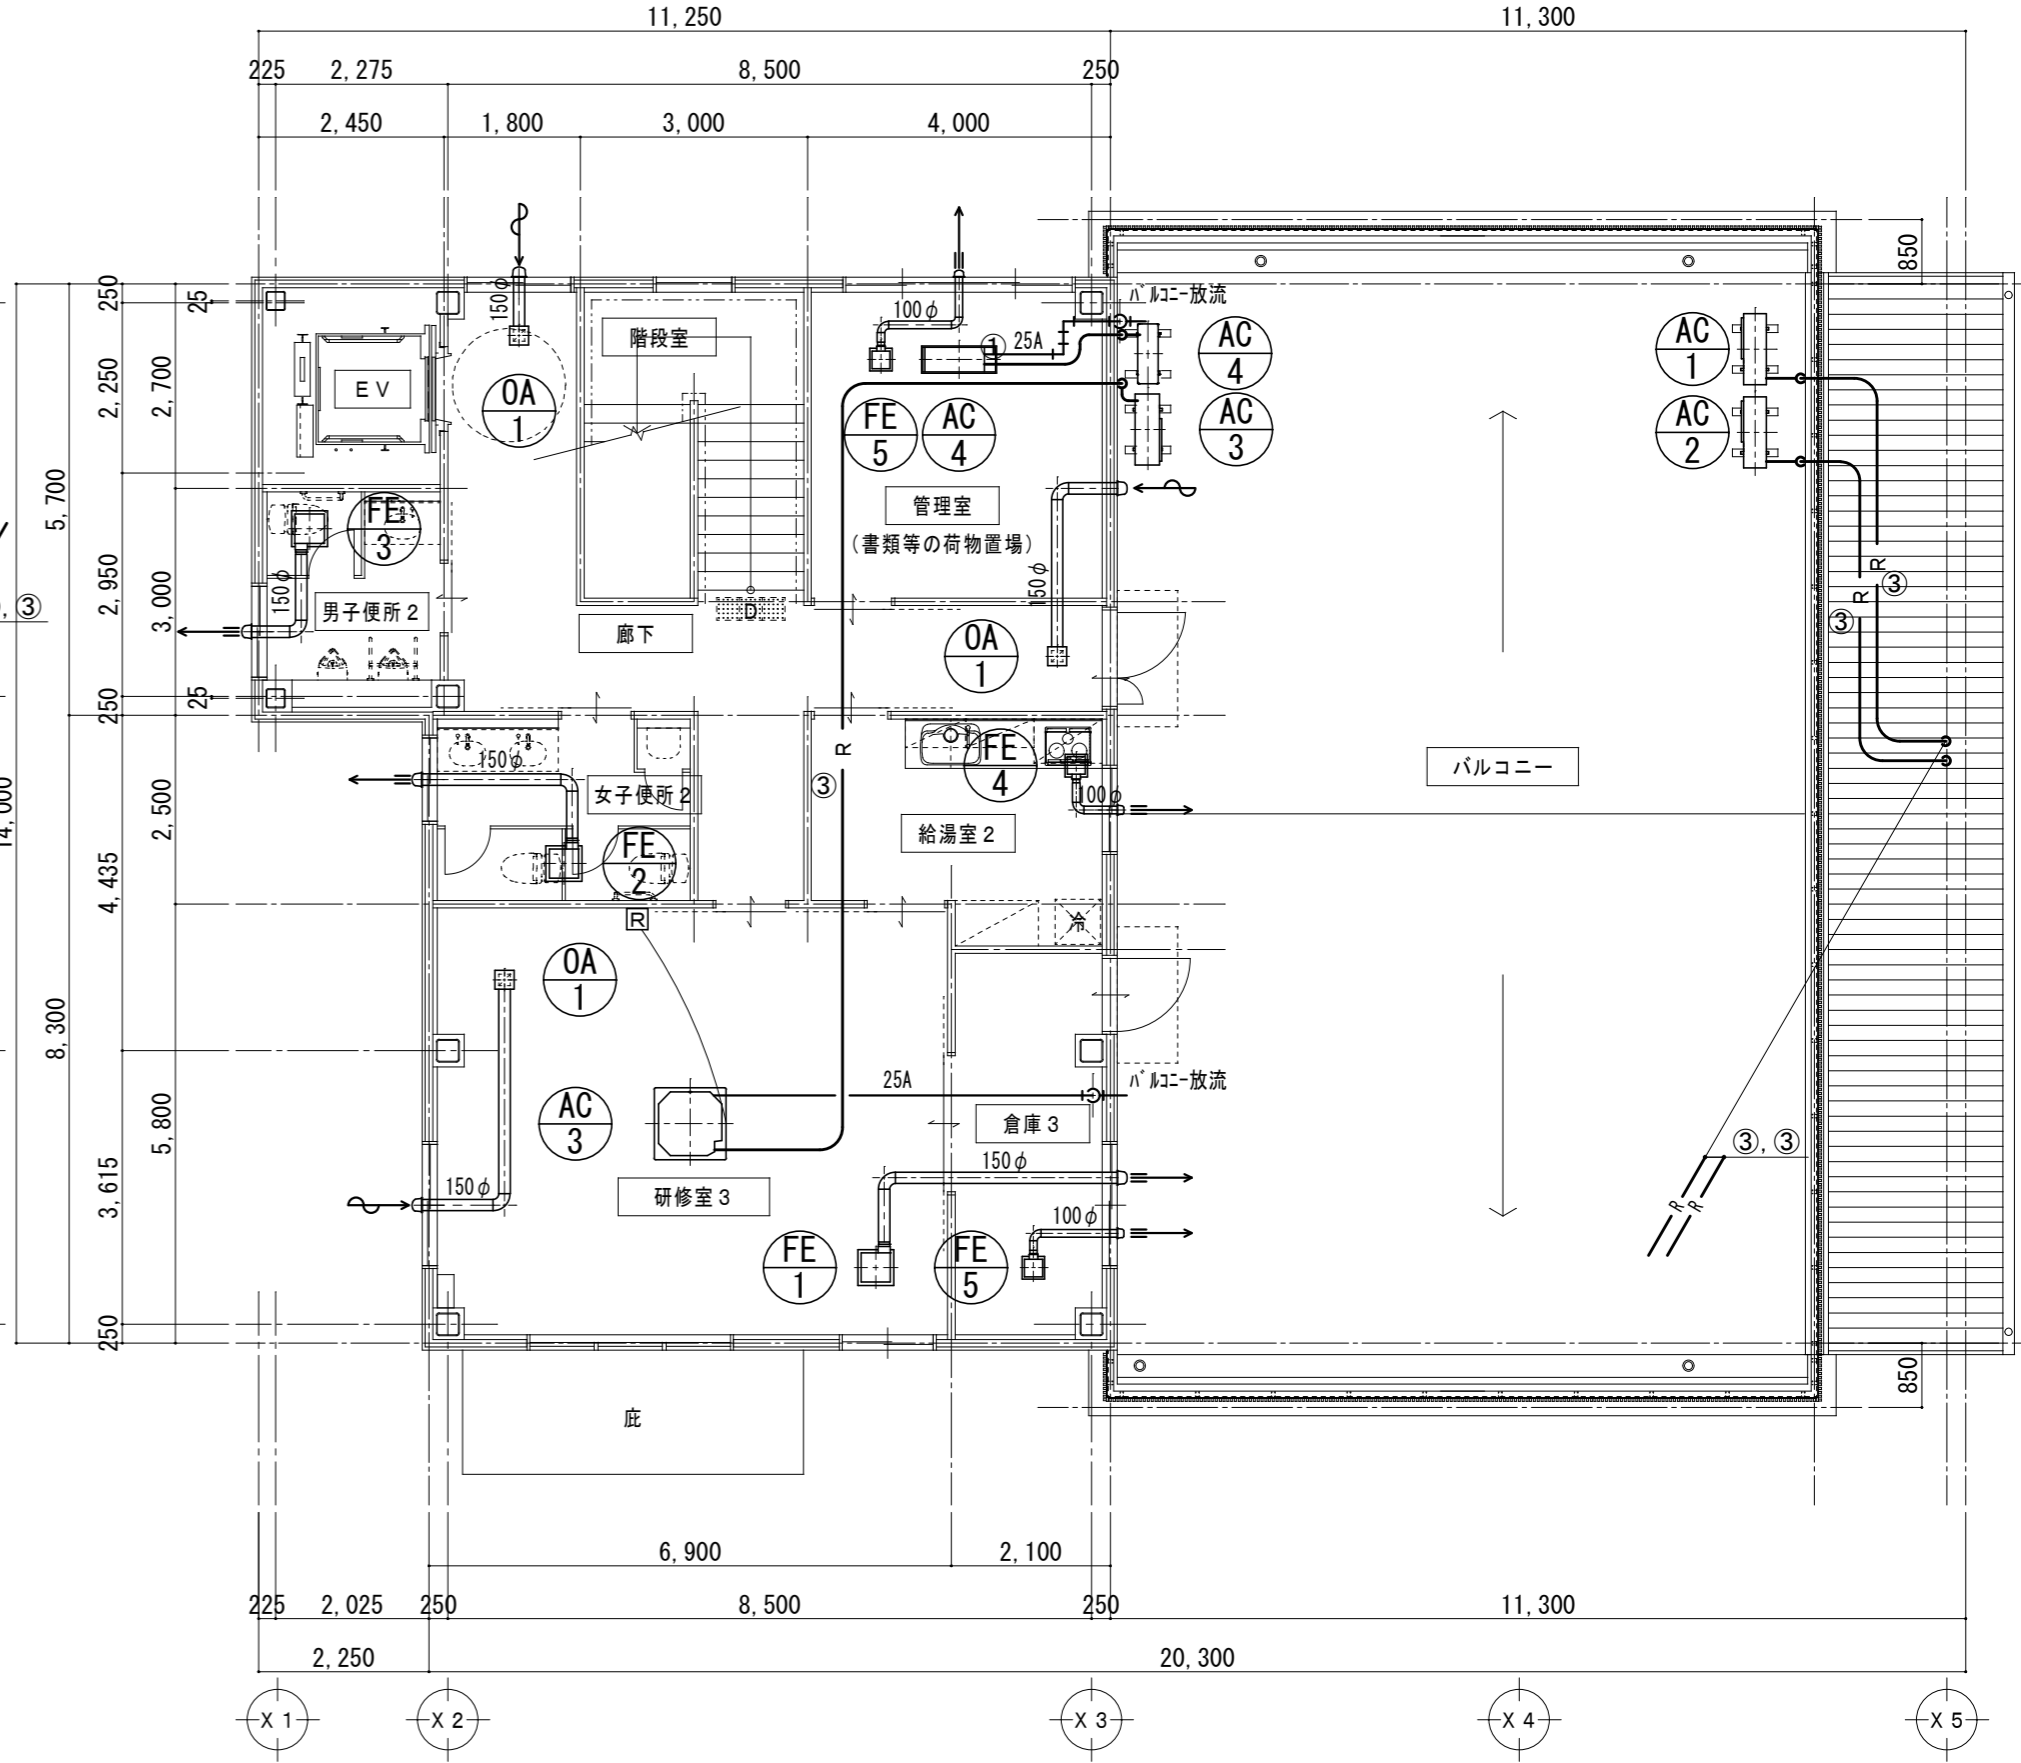 11,250
11,300
225
2,275
8,500
250
2,450
1,800
3,000
4,000
850
250
25
150φ
階段室
100φ
① 25A
バルコニー放流
AC
4
AC
1
2,250
2,700
EV
OA
1
FE
5
AC
4
AC
3
AC
2
5,700
FE
3
管理室
(書類等の荷物置場)
2,950
3,000
150φ
男子便所2
150φ
R
③
R
③
, ③
D
廊下
OA
1
25
250
150φ
R
③
FE
4
バルコニー
100φ
14,000
2,500
女子便所2
給湯室2
4,435
FE
2
R
冷
OA
1
8,300
25A
バルコニー放流
AC
3
倉庫3
5,800
③, ③
3,615
150φ
150φ
研修室3
R
R
100φ
FE
1
FE
5
250
850
庇
6,900
2,100
225
2,025
250
8,500
250
11,300
2,250
20,300
X1
X2
X3
X4
X5